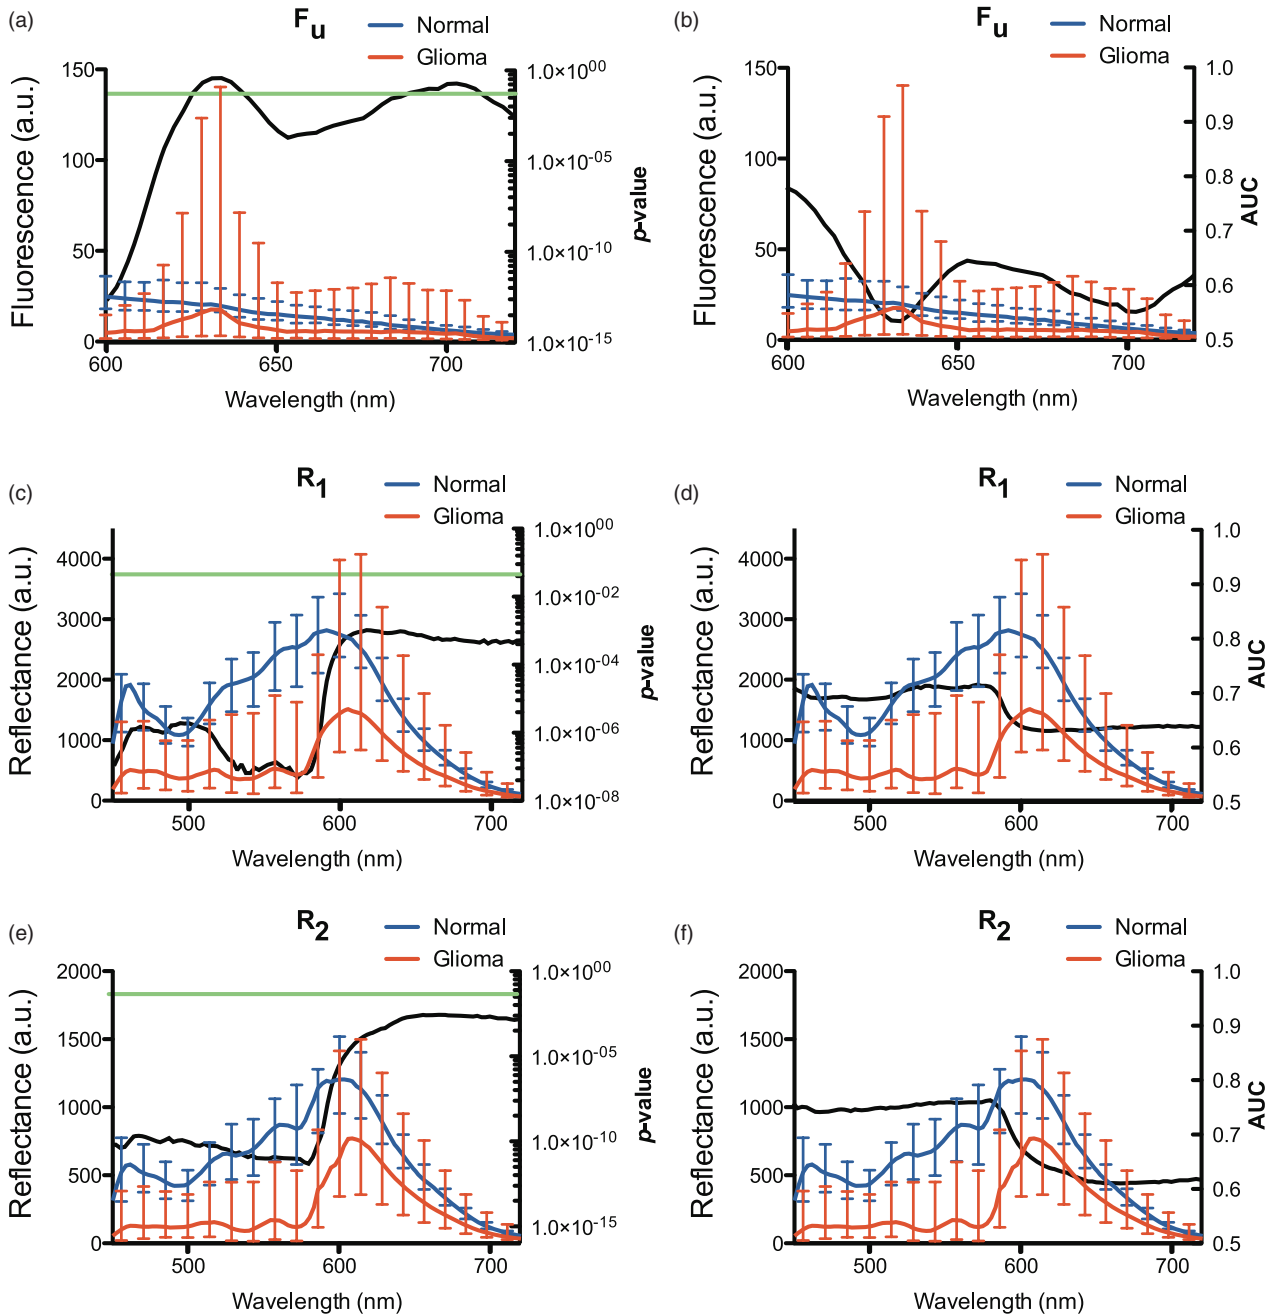 (a)
F u
Normal
Glioma
150
100
50
0
600
650
700
Fluorescence (a.u.)
Wavelength (nm)
1.0×10^00
1.0×10^-05
1.0×10^-10
1.0×10^-15
p-value
(b)
F u
Normal
Glioma
150
100
50
0
600
650
700
Fluorescence (a.u.)
Wavelength (nm)
1.0
0.9
0.8
0.7
0.6
0.5
AUC
(c)
R 1
Normal
Glioma
4000
3000
2000
1000
0
500
600
700
Reflectance (a.u.)
Wavelength (nm)
1.0×10^00
1.0×10^-02
1.0×10^-04
1.0×10^-06
1.0×10^-08
p-value
(d)
R 1
Normal
Glioma
4000
3000
2000
1000
0
500
600
700
Reflectance (a.u.)
Wavelength (nm)
1.0
0.9
0.8
0.7
0.6
0.5
AUC
(e)
R 2
Normal
Glioma
2000
1500
1000
500
0
500
600
700
Reflectance (a.u.)
Wavelength (nm)
1.0×10^00
1.0×10^-05
1.0×10^-10
1.0×10^-15
p-value
(f)
R 2
Normal
Glioma
2000
1500
1000
500
0
500
600
700
Reflectance (a.u.)
Wavelength (nm)
1.0
0.9
0.8
0.7
0.6
0.5
AUC